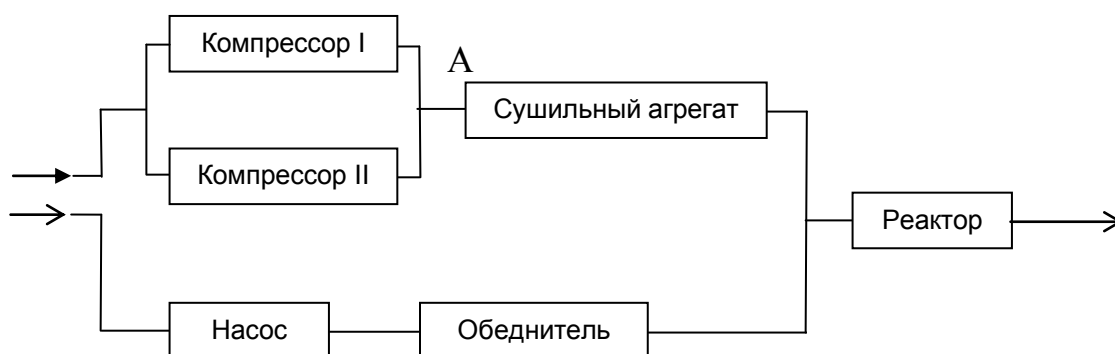 Компрессор I
А
Сушильный агрегат
Компрессор II
Реактор
Насос
Обеднитель